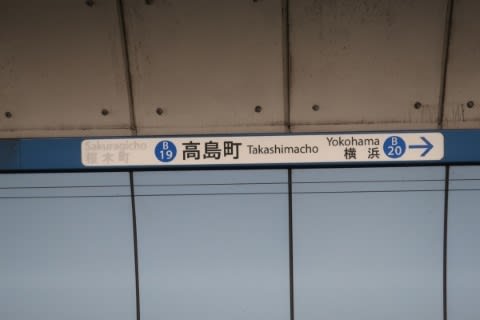 Sakuragicho
桜木町
B
19
高島町
Takashimacho
Yokohama
横浜
B
20